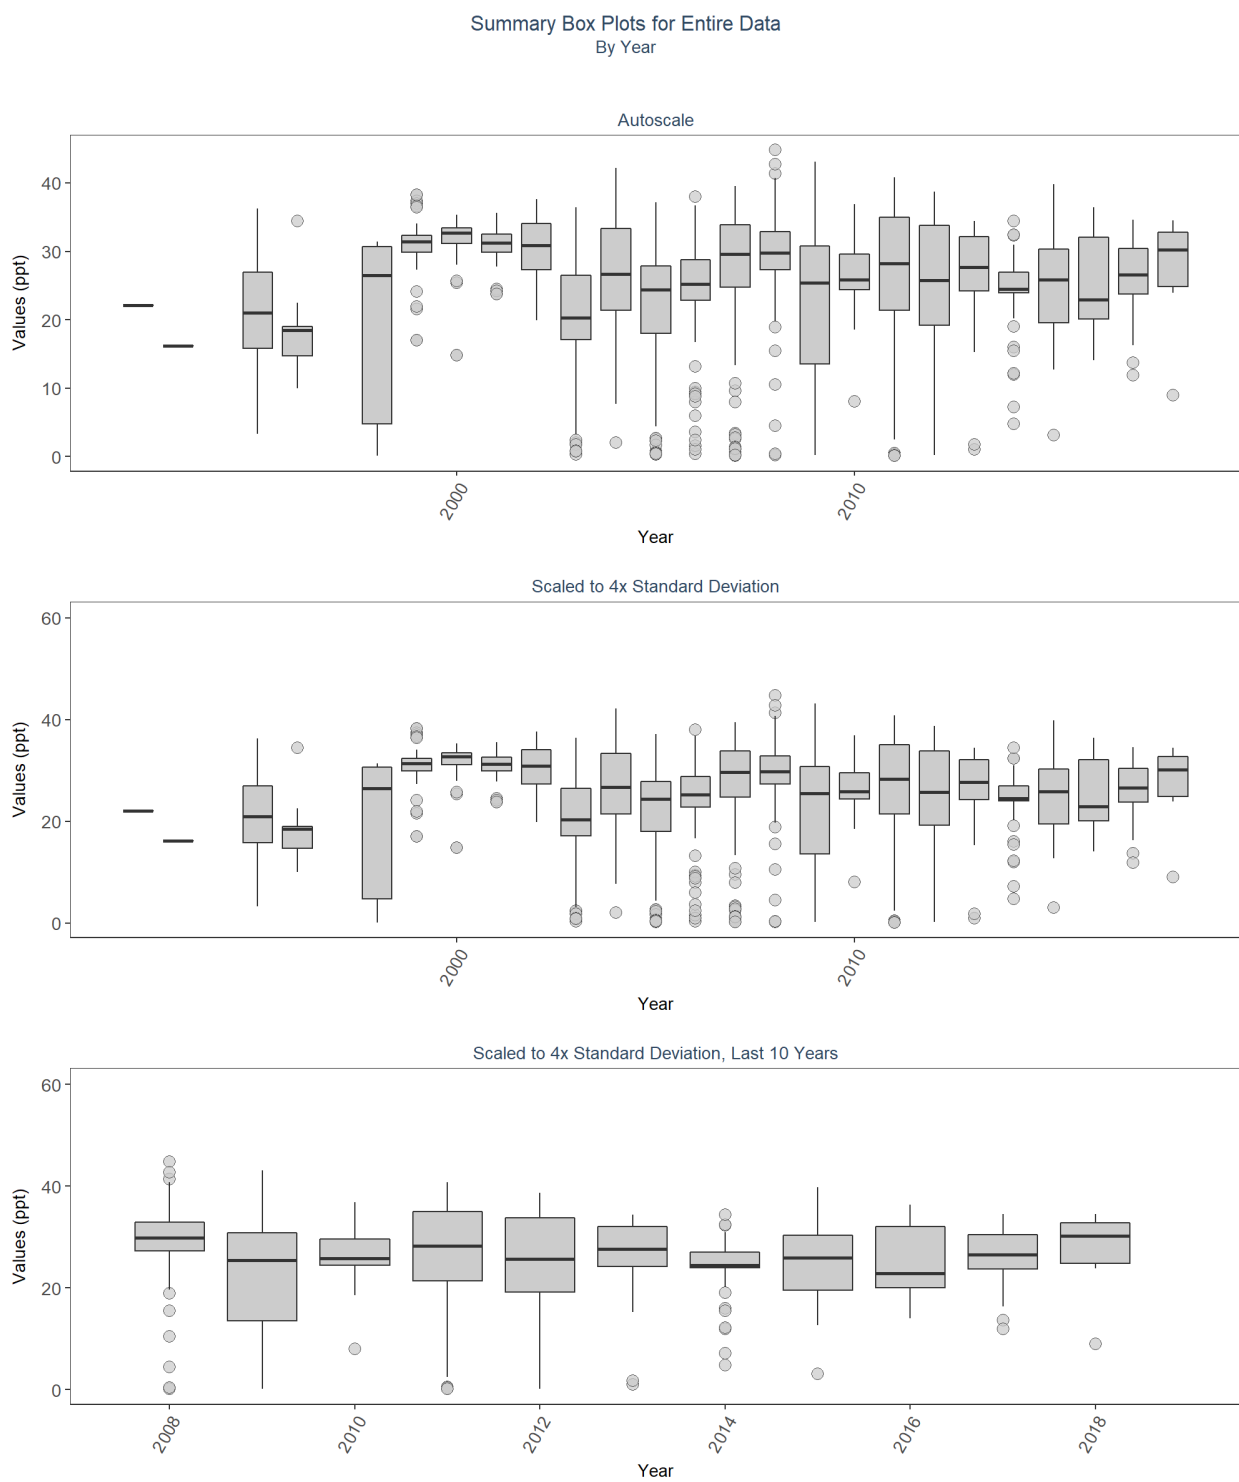 Summary Box Plots for Entire Data
By Year
Autoscale
Values (ppt)
40
30
20
10
0
2000
2010
Year
Scaled to 4x Standard Deviation
Values (ppt)
60
40
20
0
2000
2010
Year
Scaled to 4x Standard Deviation, Last 10 Years
Values (ppt)
60
40
20
0
2008
2010
2012
2014
2016
2018
Year